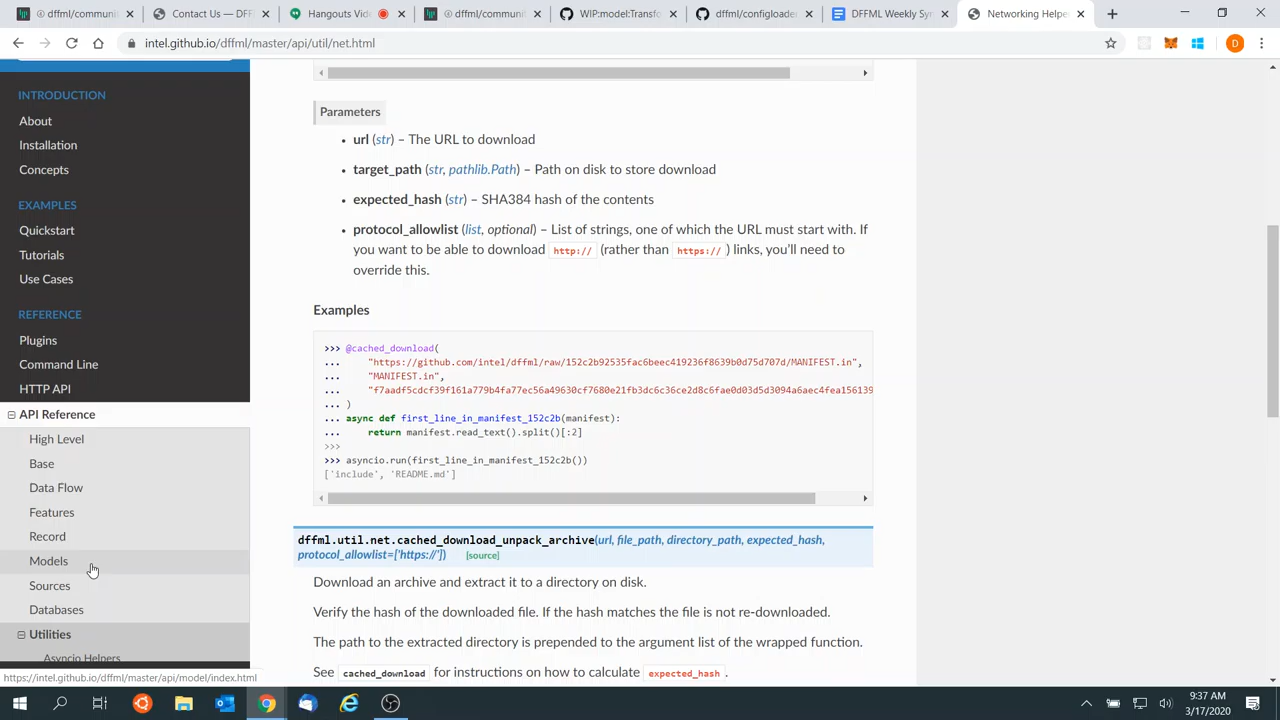 @ dffml/communi
Contact Us — DFF
Hangouts Vide
@ dffml/communi
WIP:model:Transfo
dffml/configloade
DFFML Weekly Syn
Networking Helpe
intel.github.io/dffml/master/api/util/net.html
D
INTRODUCTION
About
Installation
Concepts
EXAMPLES
Quickstart
Tutorials
Use Cases
REFERENCE
Plugins
Command Line
HTTP API
API Reference
High Level
Base
Data Flow
Features
Record
Models
Sources
Databases
Utilities
Asyncio Helpers
https://intel.github.io/dffml/master/api/model/index.html
Parameters
• url (str) – The URL to download
• target_path (str, pathlib.Path) – Path on disk to store download
• expected_hash (str) – SHA384 hash of the contents
• protocol_allowlist (list, optional) – List of strings, one of which the URL must start with. If
you want to be able to download http:// (rather than https:// ) links, you'll need to
override this.
Examples
>>> @cached_download(
... "https://github.com/intel/dffml/raw/152c2b92535fac6beec419236f8639b0d75d707d/MANIFEST.in",
... "MANIFEST.in",
... "f7aadf5cdcf39f161a779b4fa77ec56a49630cf7680e21fb3dc6c36ce2d8c6fae0d03d5d3094a6aec4fea156139
... )
... async def first_line_in_manifest_152c2b(manifest):
... return manifest.read_text().split()[:2]
>>>
>>> asyncio.run(first_line_in_manifest_152c2b())
['include', 'README.md']
dffml.util.net.cached_download_unpack_archive(url, file_path, directory_path, expected_hash,
protocol_allowlist=['https://']) [source]
Download an archive and extract it to a directory on disk.
Verify the hash of the downloaded file. If the hash matches the file is not re-downloaded.
The path to the extracted directory is prepended to the argument list of the wrapped function.
See cached_download for instructions on how to calculate expected_hash .
9:37 AM
3/17/2020